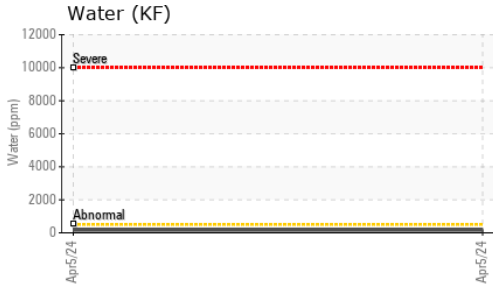 Water (KF)
12000
Severe
10000
8000
Water (ppm)
6000
4000
2000
Abnormal
0
Apr5/24
Apr5/24